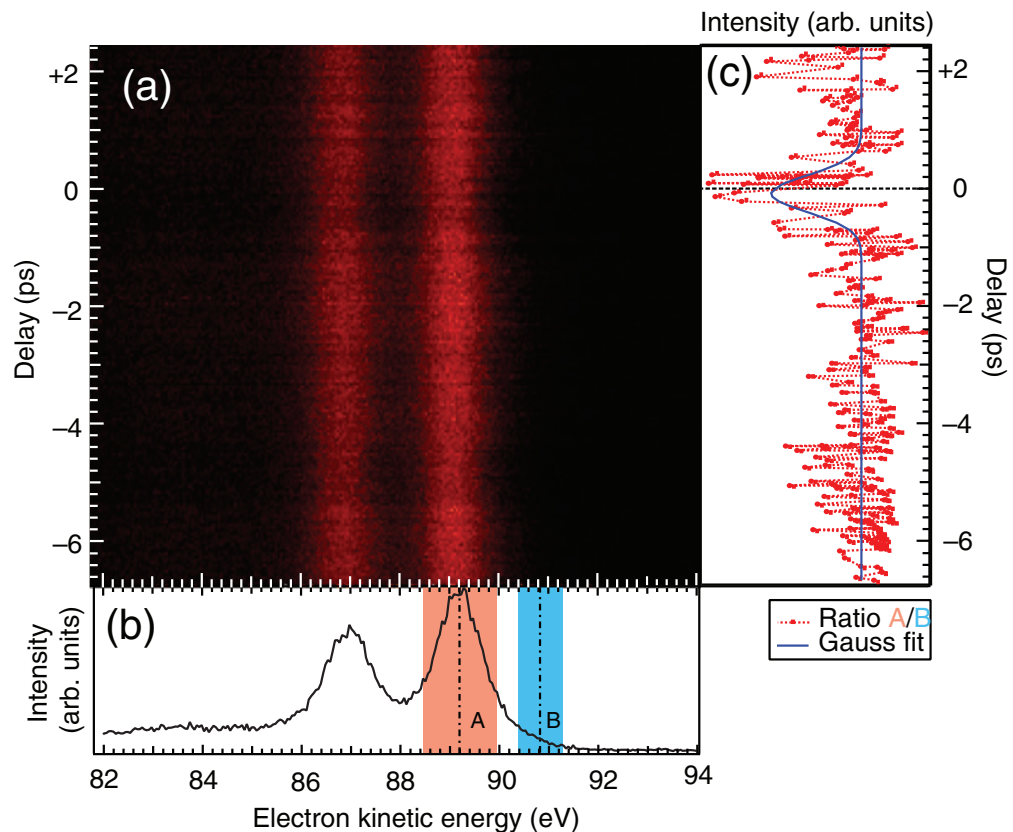 Intensity (arb. units)
(a)
(c)
+2
0
−2
−4
−6
Delay (ps)
+2
0
−2
−4
−6
Delay (ps)
(b)
Intensity
(arb. units)
A
B
82
84
86
88
90
92
94
Electron kinetic energy (eV)
Ratio A/B
Gauss fit